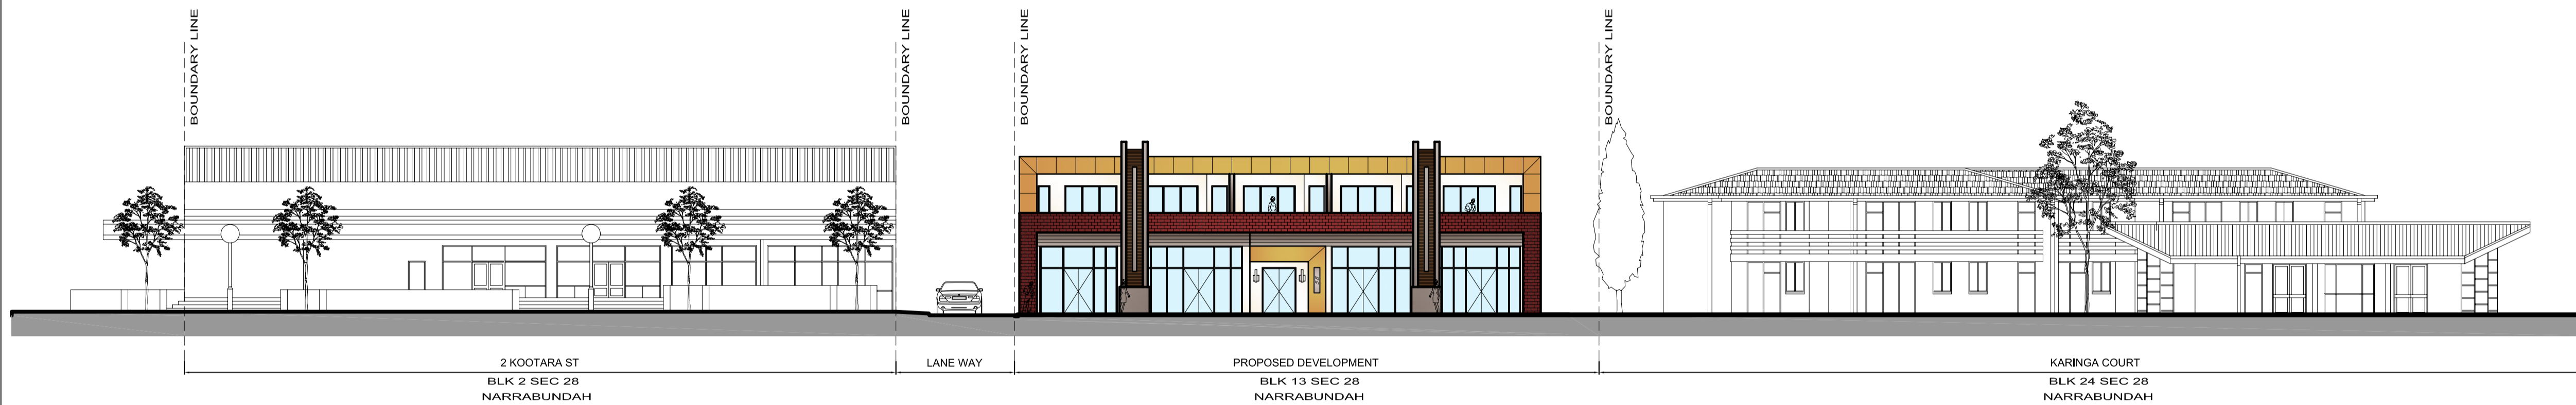 BOUNDARY LINE
BOUNDARY LINE
BOUNDARY LINE
BOUNDARY LINE
2 KOOTARA ST
BLK 2 SEC 28
NARRABUNDAH
LANE WAY
PROPOSED DEVELOPMENT
BLK 13 SEC 28
NARRABUNDAH
KARINGA COURT
BLK 24 SEC 28
NARRABUNDAH